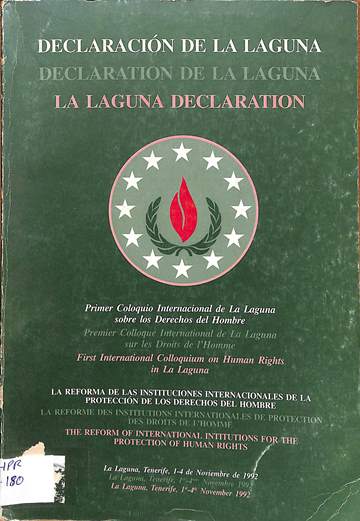 DECLARACIÓN DE LA LAGUNA
DECLARATION DE LA LAGUNA
LA LAGUNA DECLARATION
Primer Coloquio Internacional de La Laguna
sobre los Derechos del Hombre
Premier Colloque International de La Laguna
sur les Droits de l'Homme
First International Colloquium on Human Rights
in La Laguna
LA REFORMA DE LAS INSTITUCIONES INTERNACIONALES DE LA
PROTECCIÓN DE LOS DERECHOS DEL HOMBRE
LA REFORME DES INSTITUTIONS INTERNATIONALES DE PROTECTION
DES DROITS DE L'HOMME
THE REFORM OF INTERNATIONAL INTITUTIONS FOR THE
PROTECTION OF HUMAN RIGHTS
La Laguna, Tenerife, 1-4 de Noviembre de 1992
La Laguna, Tenerife, 1er-4 Novembre 1992
La Laguna, Tenerife, 1st-4th November 1992
180